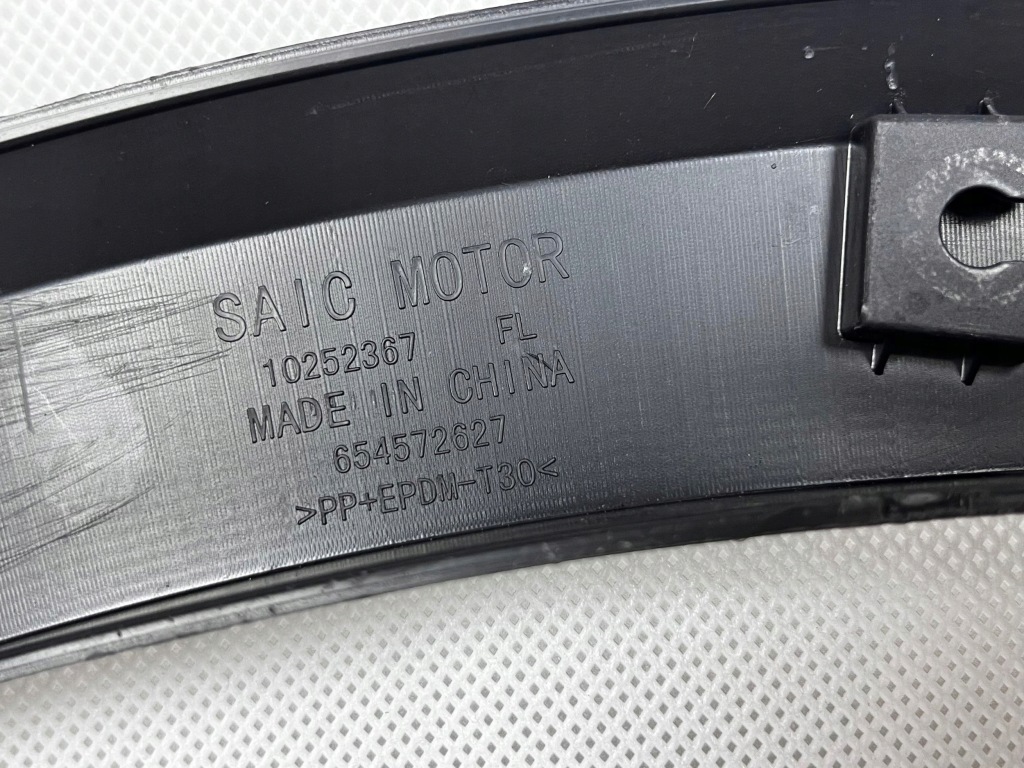 SAIC MOTOR
10252367 FL
MADE IN CHINA
654572627
>PP+EPDM-T30<